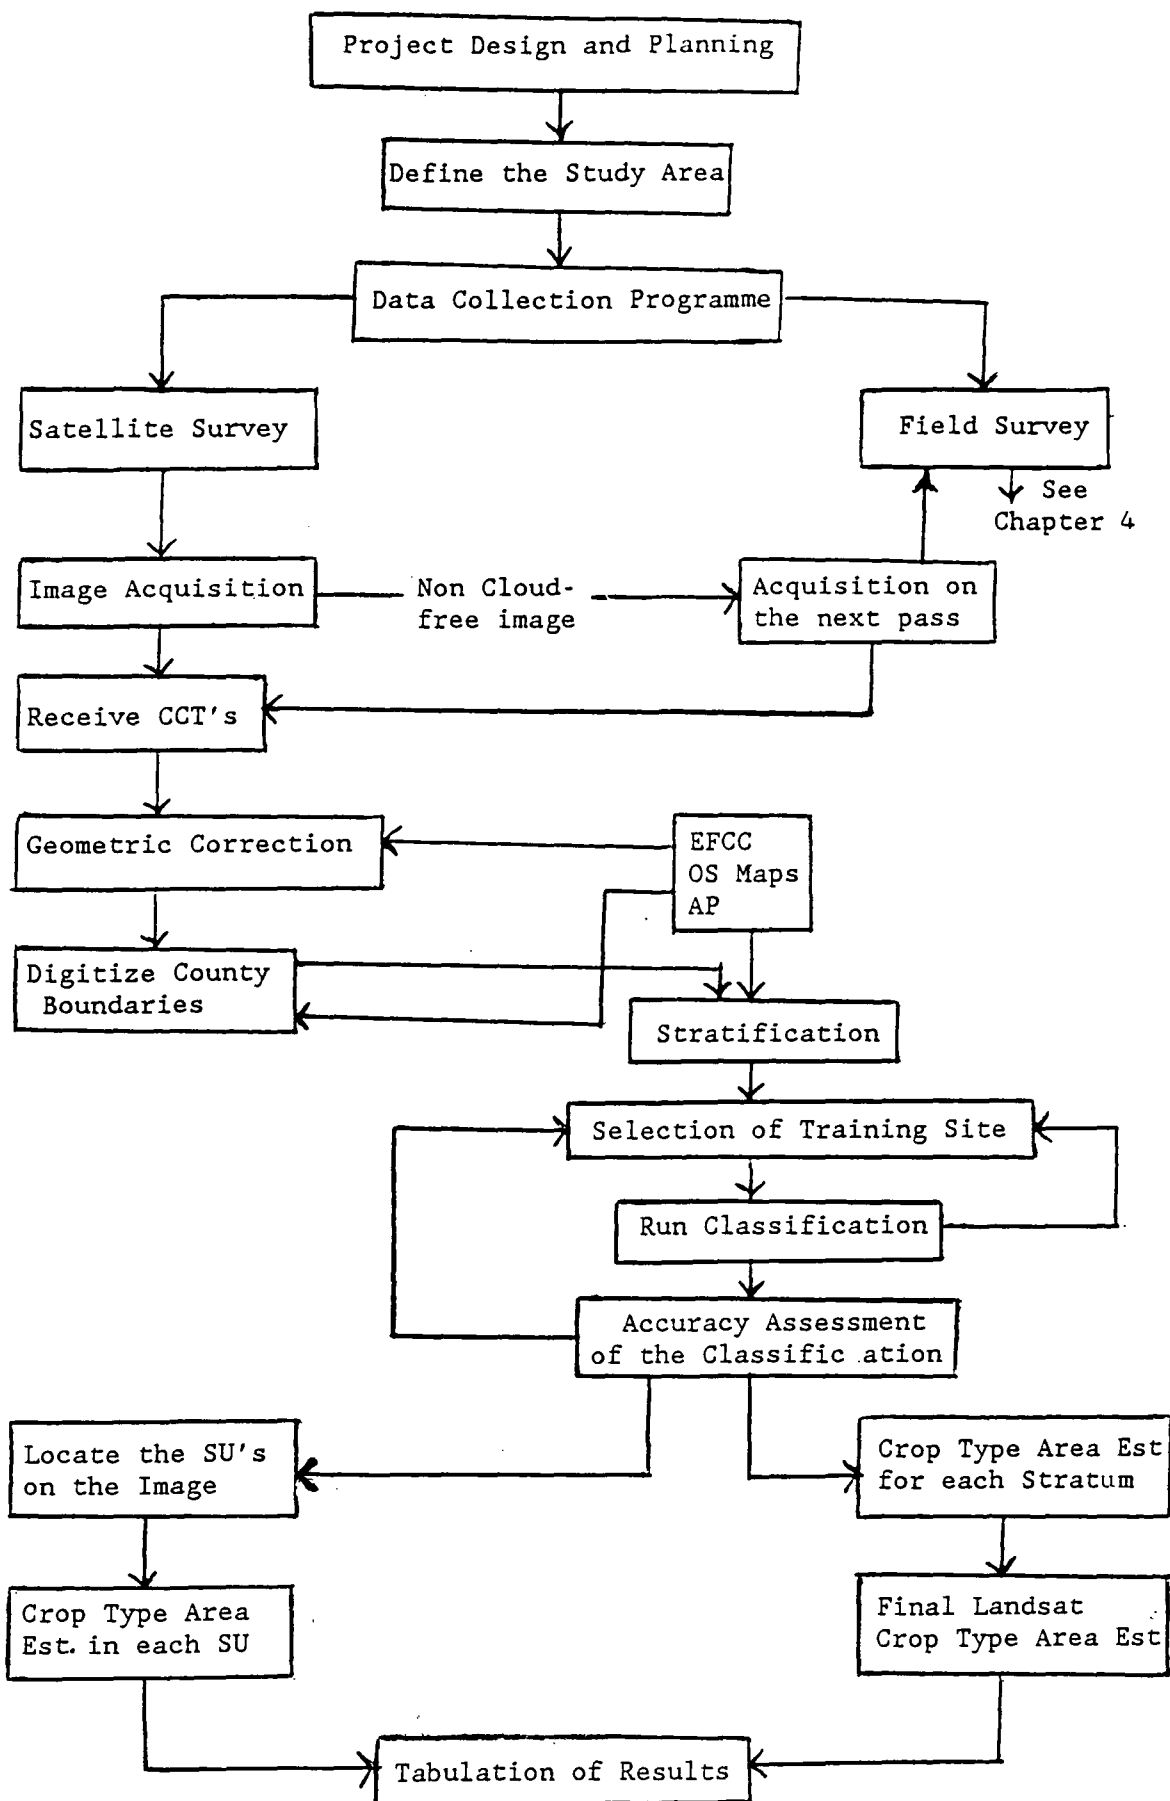 Project Design and Planning
Define the Study Area
Data Collection Programme
Satellite Survey
Field Survey
See
Chapter 4
Image Acquisition
Non Cloud-
free image
Acquisition on
the next pass
Receive CCT's
Geometric Correction
EFCC
OS Maps
AP
Digitize County
Boundaries
Stratification
Selection of Training Site
Run Classification
Accuracy Assessment
of the Classific.ation
Locate the SU's
on the Image
Crop Type Area Est
for each Stratum
Crop Type Area
Est. in each SU
Final Landsat
Crop Type Area Est
Tabulation of Results